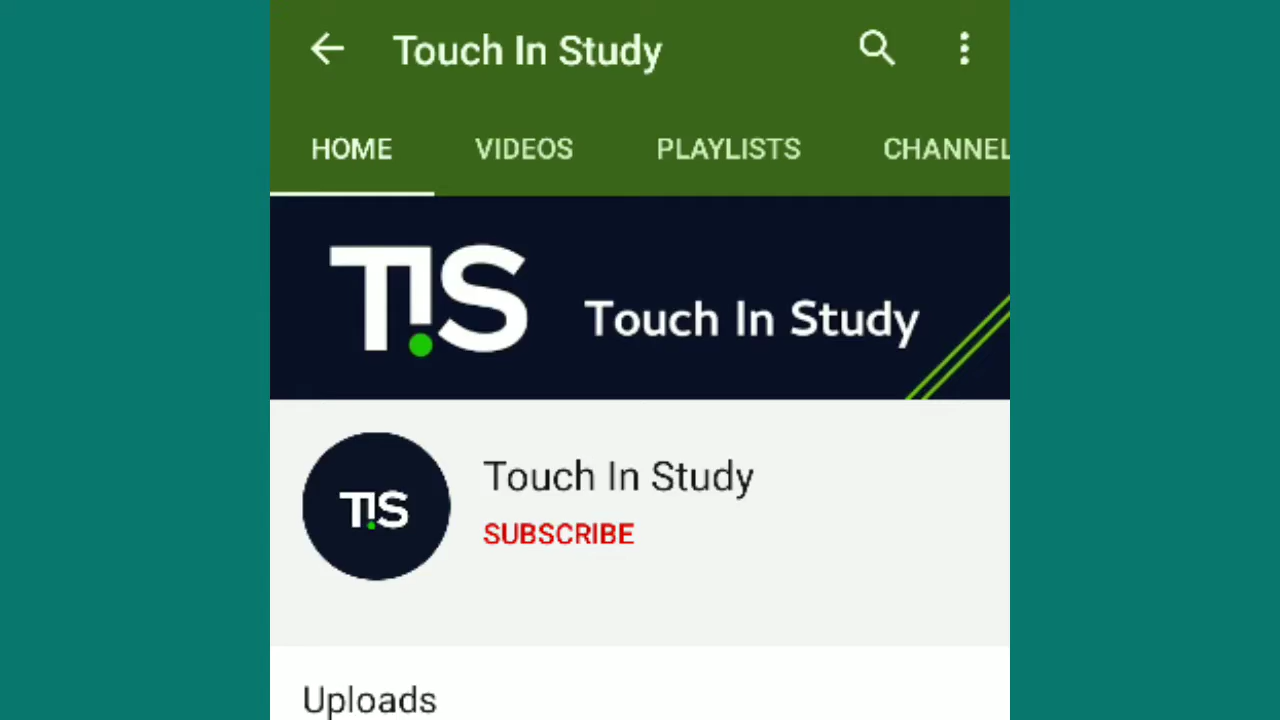 Touch In Study
HOME VIDEOS PLAYLISTS CHANNEL
TIS Touch In Study
TIS
Touch In Study
SUBSCRIBE
Uploads